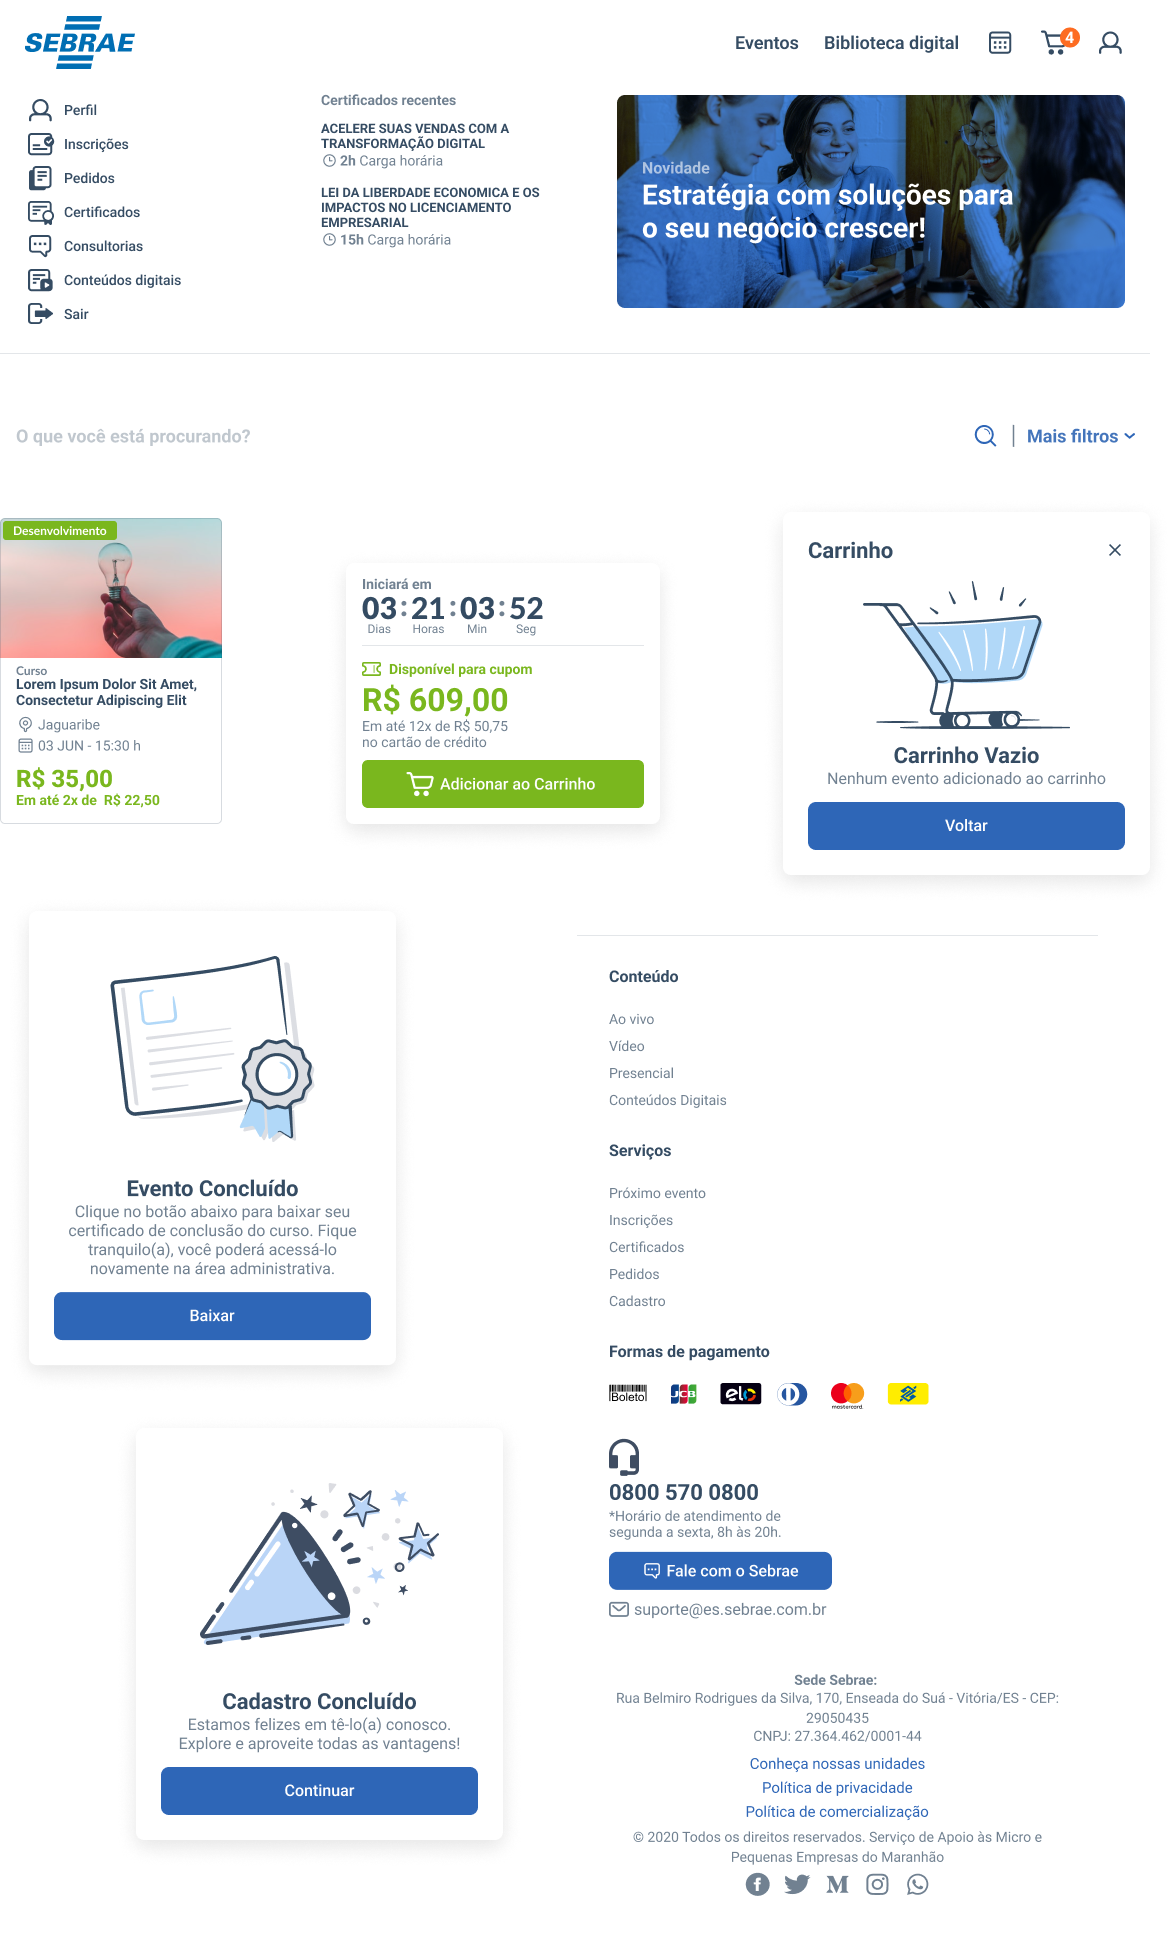 SEBRAE
Eventos
Biblioteca digital
4
Perfil
Inscrições
Pedidos
Certificados
Consultorias
Conteúdos digitais
Sair
Certificados recentes
ACELERE SUAS VENDAS COM A
TRANSFORMAÇÃO DIGITAL
2h Carga horária
LEI DA LIBERDADE ECONOMICA E OS
IMPACTOS NO LICENCIAMENTO
EMPRESARIAL
15h Carga horária
Novidade
Estratégia com soluções para
o seu negócio crescer!
O que você está procurando?
Mais filtros
Desenvolvimento
Curso
Lorem Ipsum Dolor Sit Amet,
Consectetur Adipiscing Elit
Jaguaribe
03 JUN - 15:30 h
R$ 35,00
Em até 2x de R$ 22,50
Iniciará em
03:21:03:52
Dias Horas Min Seg
Disponível para cupom
R$ 609,00
Em até 12x de R$ 50,75
no cartão de crédito
Adicionar ao Carrinho
Carrinho
Carrinho Vazio
Nenhum evento adicionado ao carrinho
Voltar
Evento Concluído
Clique no botão abaixo para baixar seu
certificado de conclusão do curso. Fique
tranquilo(a), você poderá acessá-lo
novamente na área administrativa.
Baixar
Cadastro Concluído
Estamos felizes em tê-lo(a) conosco.
Explore e aproveite todas as vantagens!
Continuar
Conteúdo
Ao vivo
Vídeo
Presencial
Conteúdos Digitais
Serviços
Próximo evento
Inscrições
Certificados
Pedidos
Cadastro
Formas de pagamento
Boleto
JCB
elo
mastercard
0800 570 0800
*Horário de atendimento de
segunda a sexta, 8h às 20h.
Fale com o Sebrae
suporte@es.sebrae.com.br
Sede Sebrae:
Rua Belmiro Rodrigues da Silva, 170, Enseada do Suá - Vitória/ES - CEP:
29050435
CNPJ: 27.364.462/0001-44
Conheça nossas unidades
Política de privacidade
Política de comercialização
© 2020 Todos os direitos reservados. Serviço de Apoio às Micro e
Pequenas Empresas do Maranhão